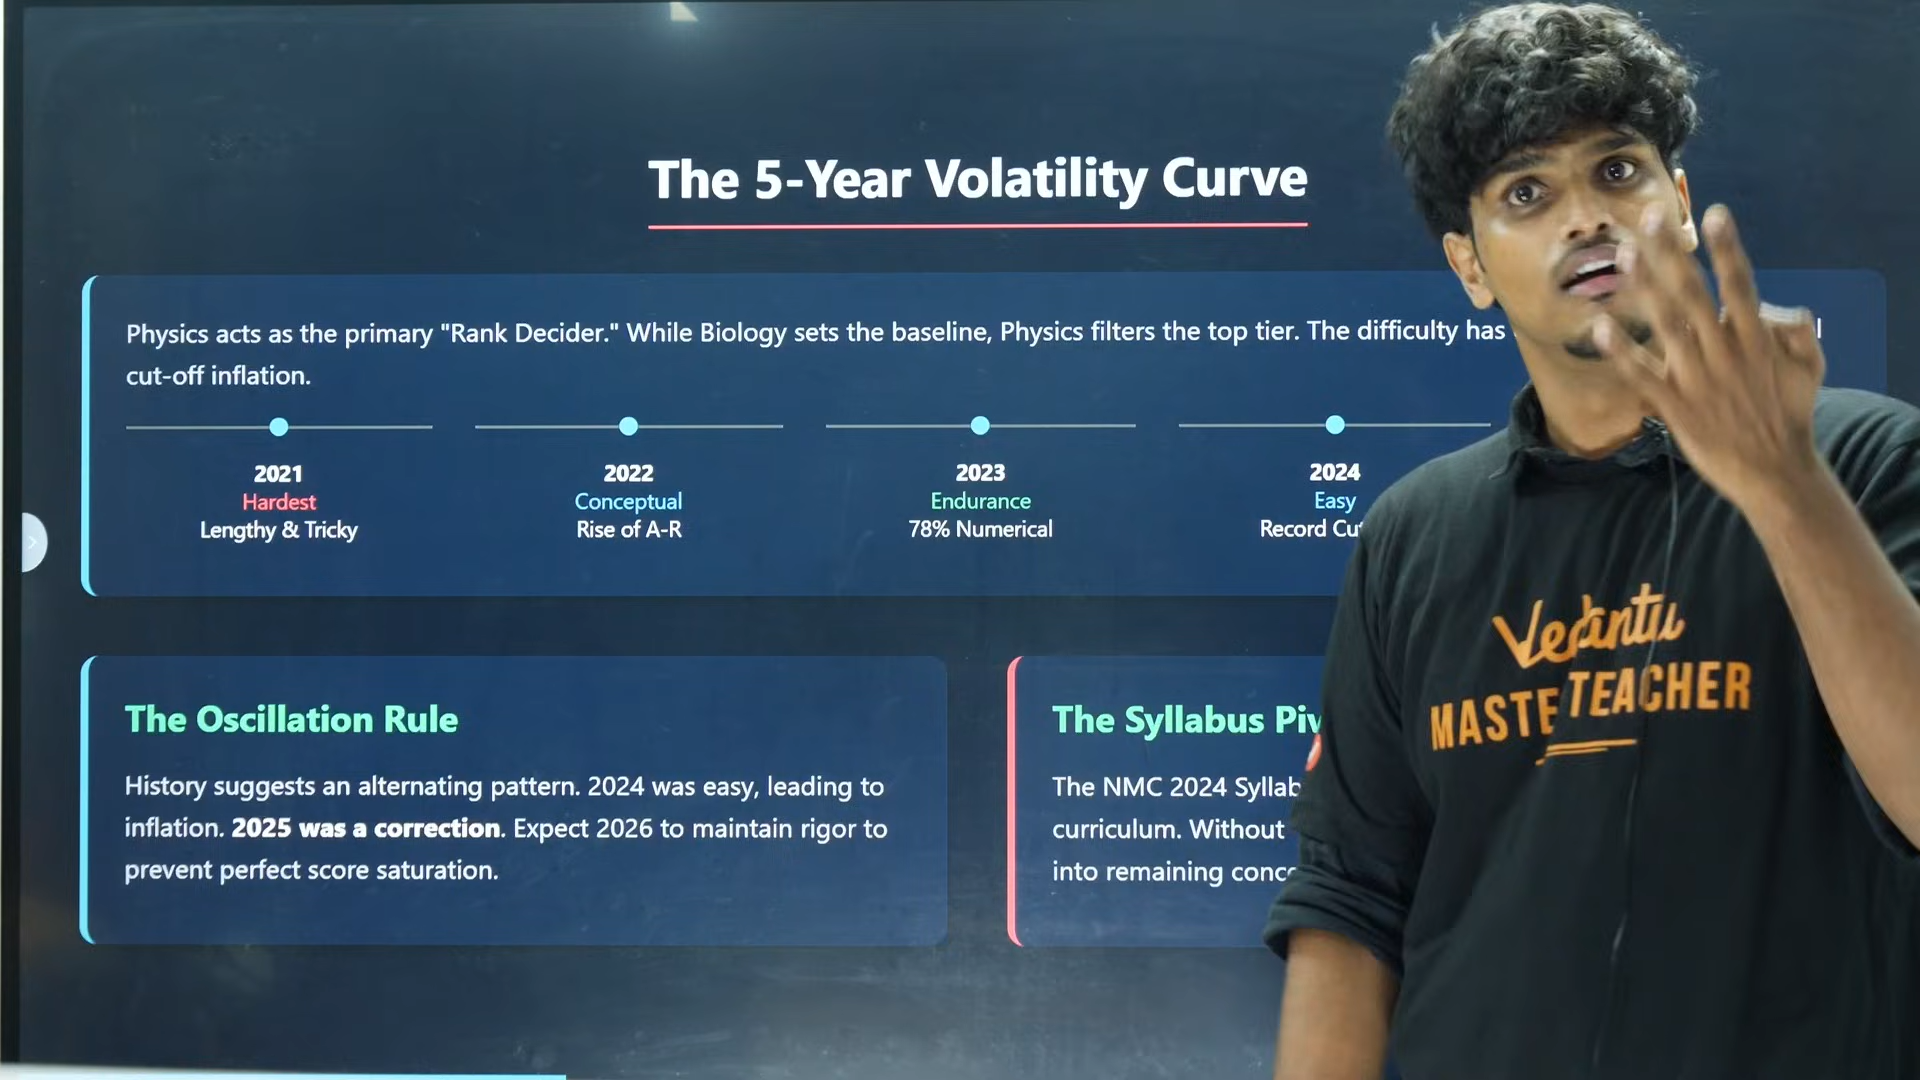 The 5-Year Volatility Curve
Physics acts as the primary "Rank Decider." While Biology sets the baseline, Physics filters the top tier. The difficulty has
cut-off inflation.
2021
Hardest
Lengthy & Tricky
2022
Conceptual
Rise of A-R
2023
Endurance
78% Numerical
2024
Easy
Record
The Oscillation Rule
History suggests an alternating pattern. 2024 was easy, leading to
inflation. 2025 was a correction. Expect 2026 to maintain rigor to
prevent perfect score saturation.
The Syllabus
The NMC 2024
curriculum. Without
into remaining
Vedantu
MASTER TEACHER